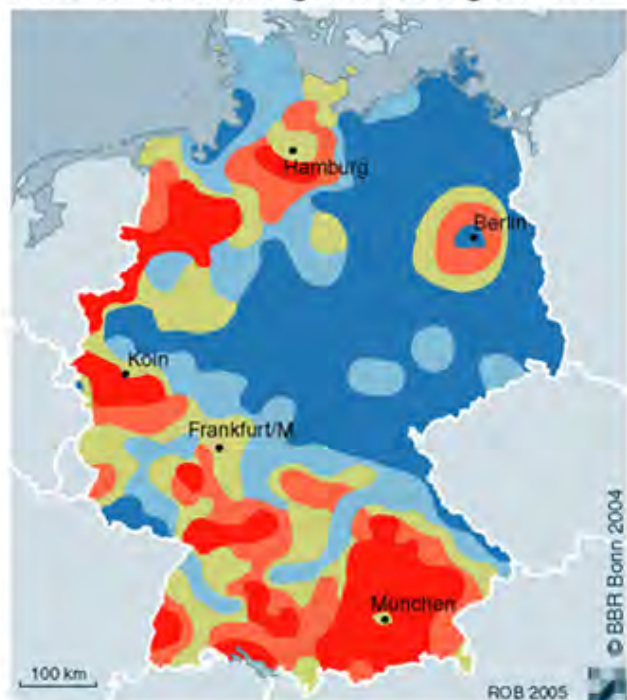 Hamburg
Berlin
Köln
Frankfurt/M
München
100 km
ROB 2005
© BBR Bonn 2004